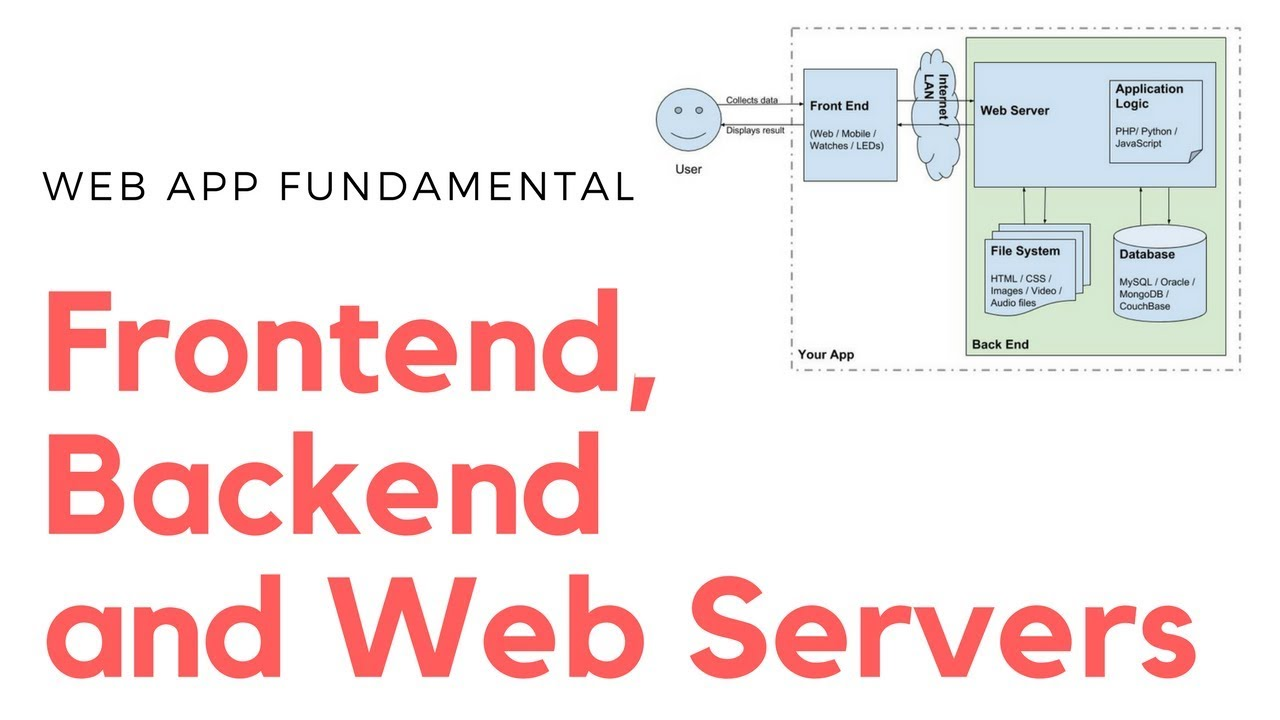 WEB APP FUNDAMENTAL
Frontend,
Backend
and Web Servers
User
Collects data
Displays result
Front End
(Web / Mobile /
Watches / LEDs)
Internet /
LAN
Web Server
Application
Logic
PHP/ Python /
JavaScript
File System
HTML / CSS /
Images / Video /
Audio files
Database
MySQL / Oracle /
MongoDB /
CouchBase
Back End
Your App